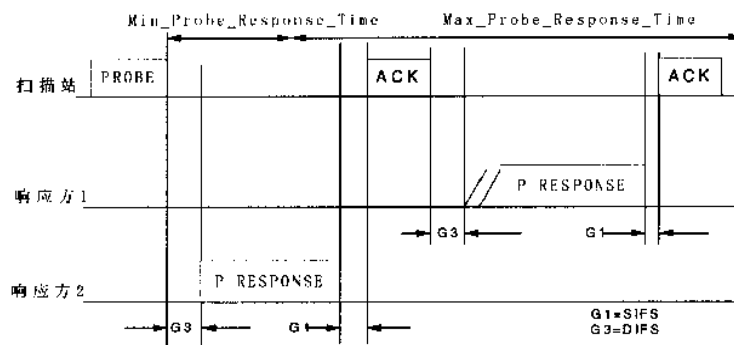 Min_Probe_Response_Time Max_Probe_Response_Time
扫描站 PROBE ACK ACK
响应方1 P RESPONSE
G3 G1
响应方2 P RESPONSE
G3 G1
G1=SIFS
G3=DIFS